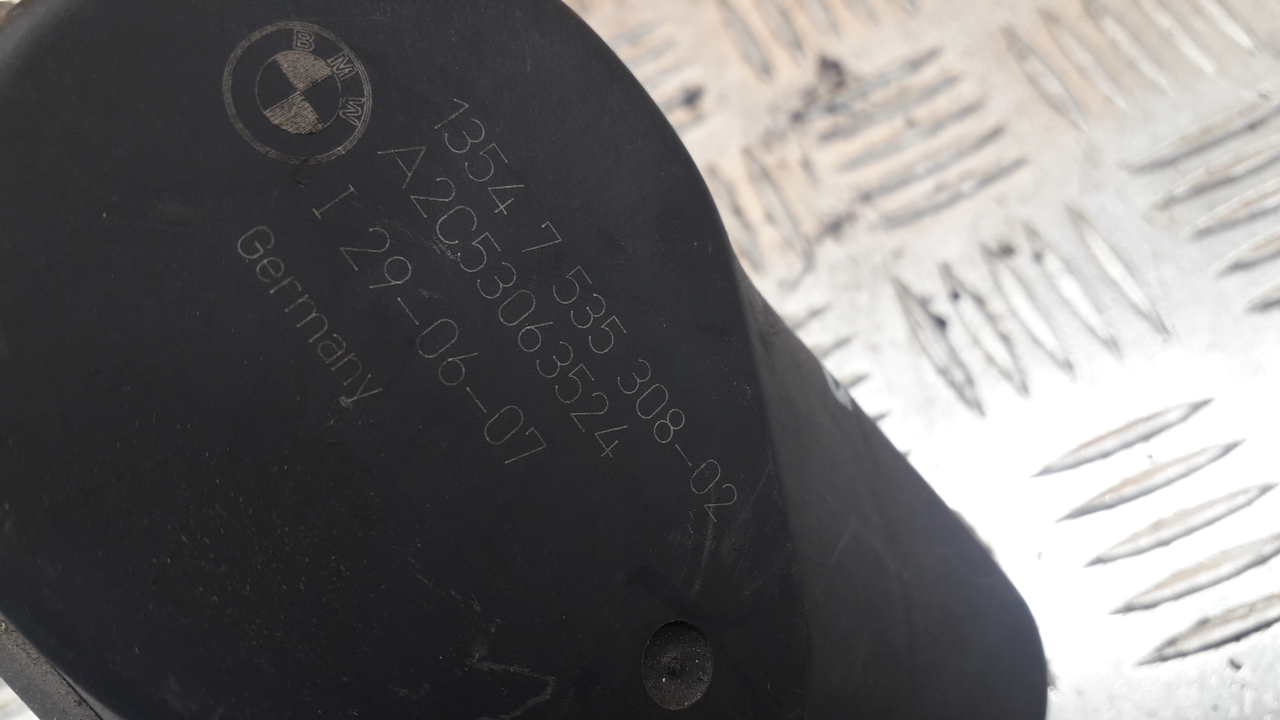 BMW
1354 7 535 308-02
A2C53063524
I 29-06-07
Germany